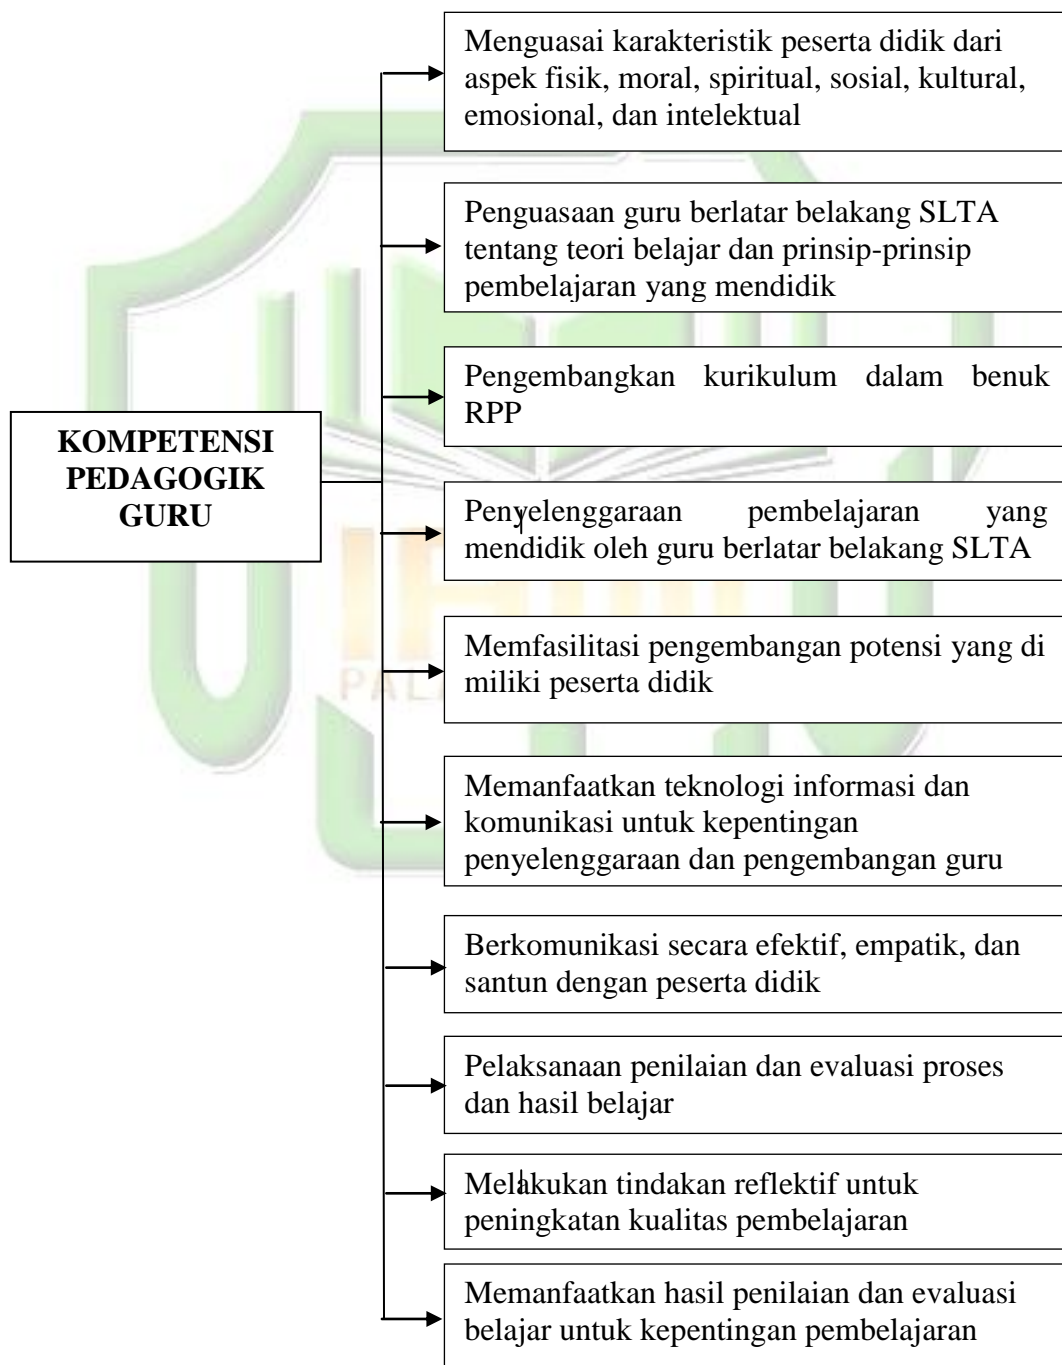 Menguasai karakteristik peserta didik dari
aspek fisik, moral, spiritual, sosial, kultural,
emosional, dan intelektual
Penguasaan guru berlatar belakang SLTA
tentang teori belajar dan prinsip-prinsip
pembelajaran yang mendidik
Pengembangkan kurikulum dalam benuk
RPP
KOMPETENSI
PEDAGOGIK
GURU
Penyelenggaraan pembelajaran yang
mendidik oleh guru berlatar belakang SLTA
Memfasilitasi pengembangan potensi yang di
miliki peserta didik
Memanfaatkan teknologi informasi dan
komunikasi untuk kepentingan
penyelenggaraan dan pengembangan guru
Berkomunikasi secara efektif, empatik, dan
santun dengan peserta didik
Pelaksanaan penilaian dan evaluasi proses
dan hasil belajar
Melakukan tindakan reflektif untuk
peningkatan kualitas pembelajaran
Memanfaatkan hasil penilaian dan evaluasi
belajar untuk kepentingan pembelajaran